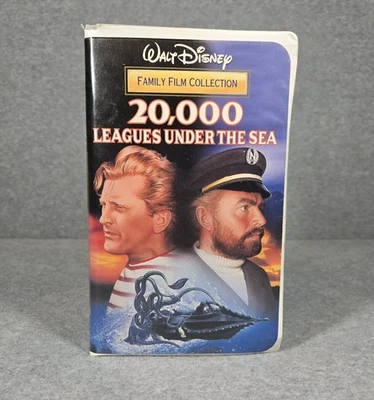 WALT DISNEY
FAMILY FILM COLLECTION
20,000
LEAGUES UNDER THE SEA
N